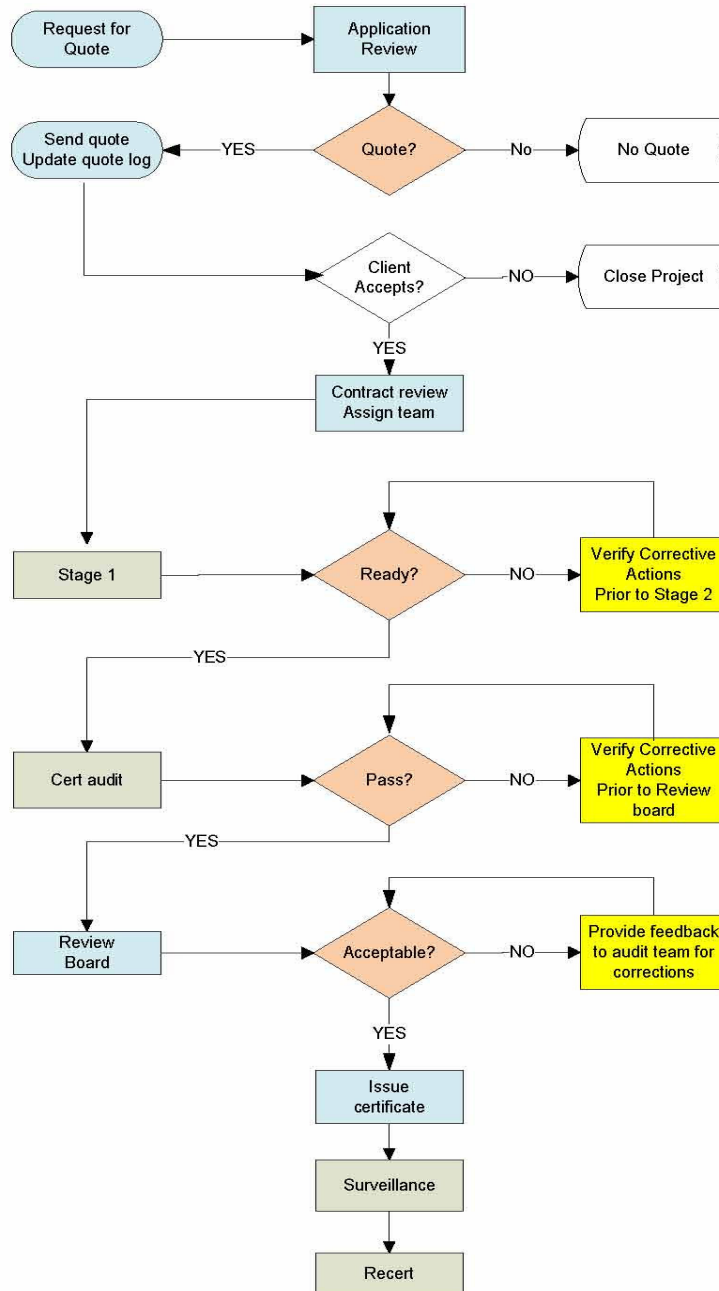 Request for
Quote
Application
Review
Send quote
Update quote log
YES
Quote?
No
No Quote
Client
Accepts?
NO
Close Project
YES
Contract review
Assign team
Stage 1
Ready?
NO
Verify Corrective
Actions
Prior to Stage 2
YES
Cert audit
Pass?
NO
Verify Corrective
Actions
Prior to Review
board
YES
Review
Board
Acceptable?
NO
Provide feedback
to audit team for
corrections
YES
Issue
certificate
Surveillance
Recert